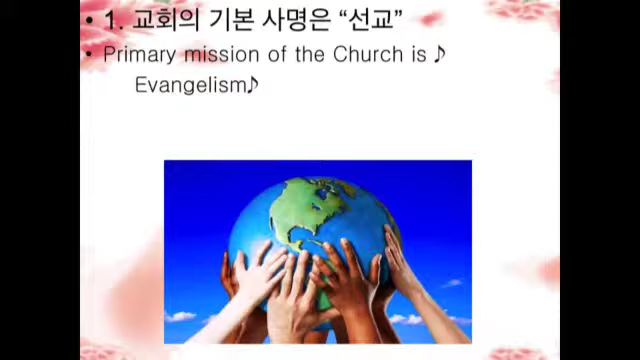 • 1. 교회의 기본 사명은 “선교”
• Primary mission of the Church is ♪
Evangelism♪